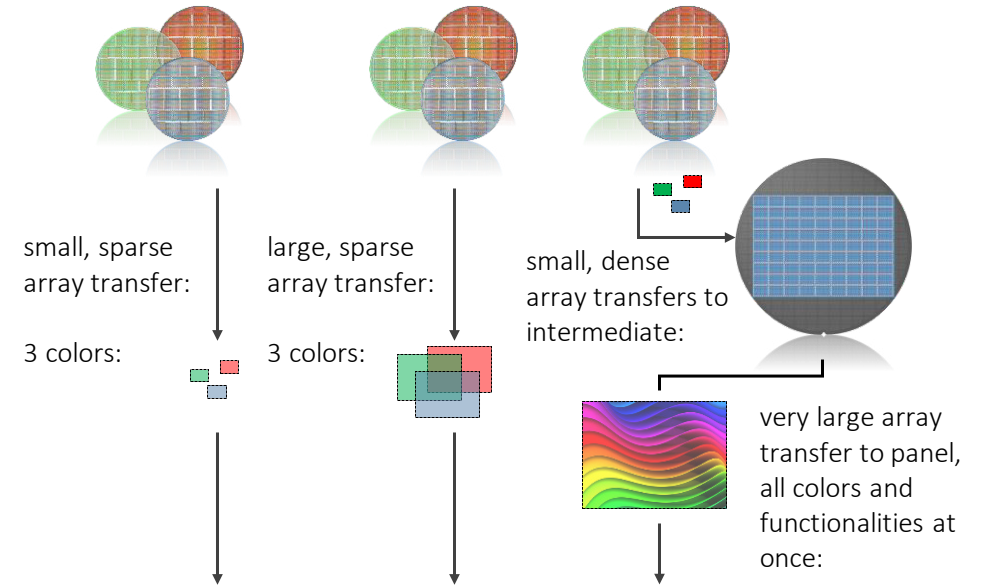 small, sparse
array transfer:
3 colors:
large, sparse
array transfer:
3 colors:
small, dense
array transfers to
intermediate:
very large array
transfer to panel,
all colors and
functionalities at
once: